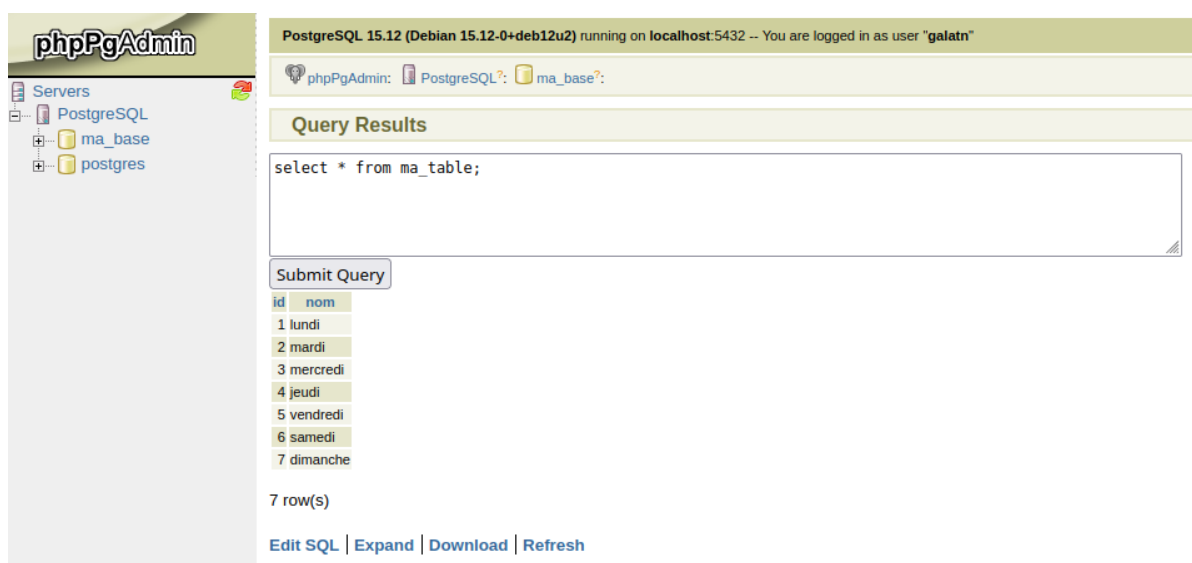 phpPgAdmin
Servers
PostgreSQL
ma_base
postgres
PostgreSQL 15.12 (Debian 15.12-0+deb12u2) running on localhost:5432 -- You are logged in as user "galatn"
phpPgAdmin: PostgreSQL?: ma_base?:
Query Results
select * from ma_table;
Submit Query
id nom
1 lundi
2 mardi
3 mercredi
4 jeudi
5 vendredi
6 samedi
7 dimanche
7 row(s)
Edit SQL | Expand | Download | Refresh